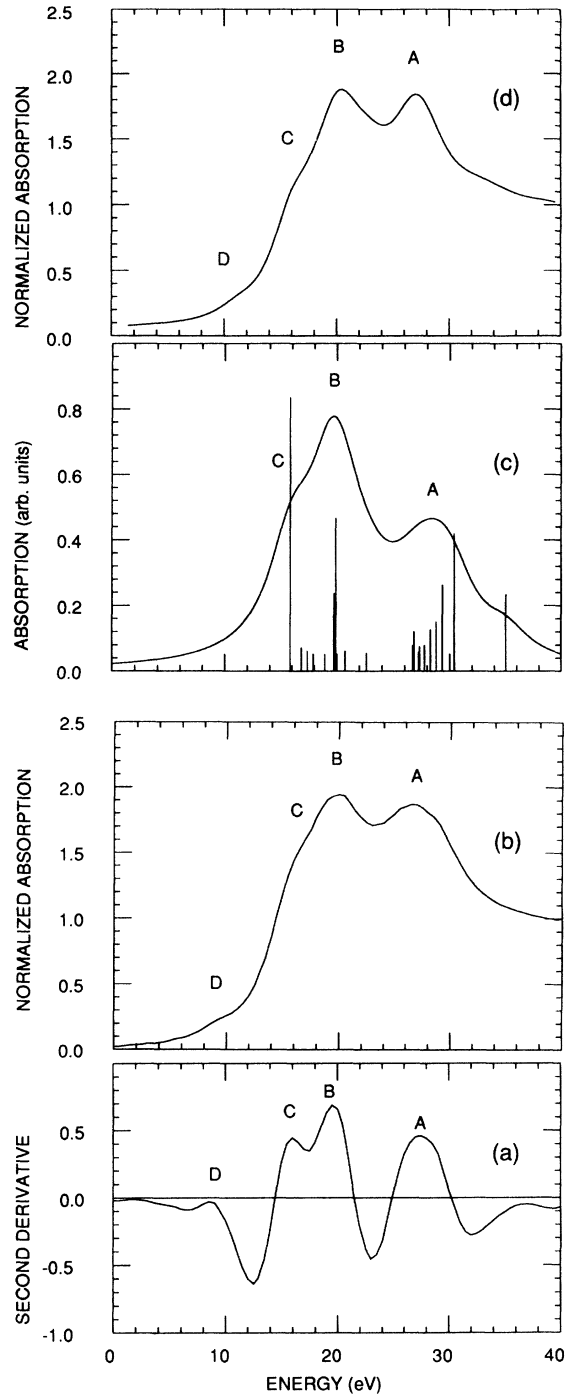 2.5
2.0
1.5
1.0
0.5
0.0
NORMALIZED ABSORPTION
D
C
B
A
(d)
0.8
0.6
0.4
0.2
0.0
ABSORPTION (arb. units)
C
B
A
(c)
2.5
2.0
1.5
1.0
0.5
0.0
NORMALIZED ABSORPTION
D
C
B
A
(b)
0.5
0.0
-0.5
-1.0
SECOND DERIVATIVE
D
C
B
A
(a)
0 10 20 30 40
ENERGY (eV)